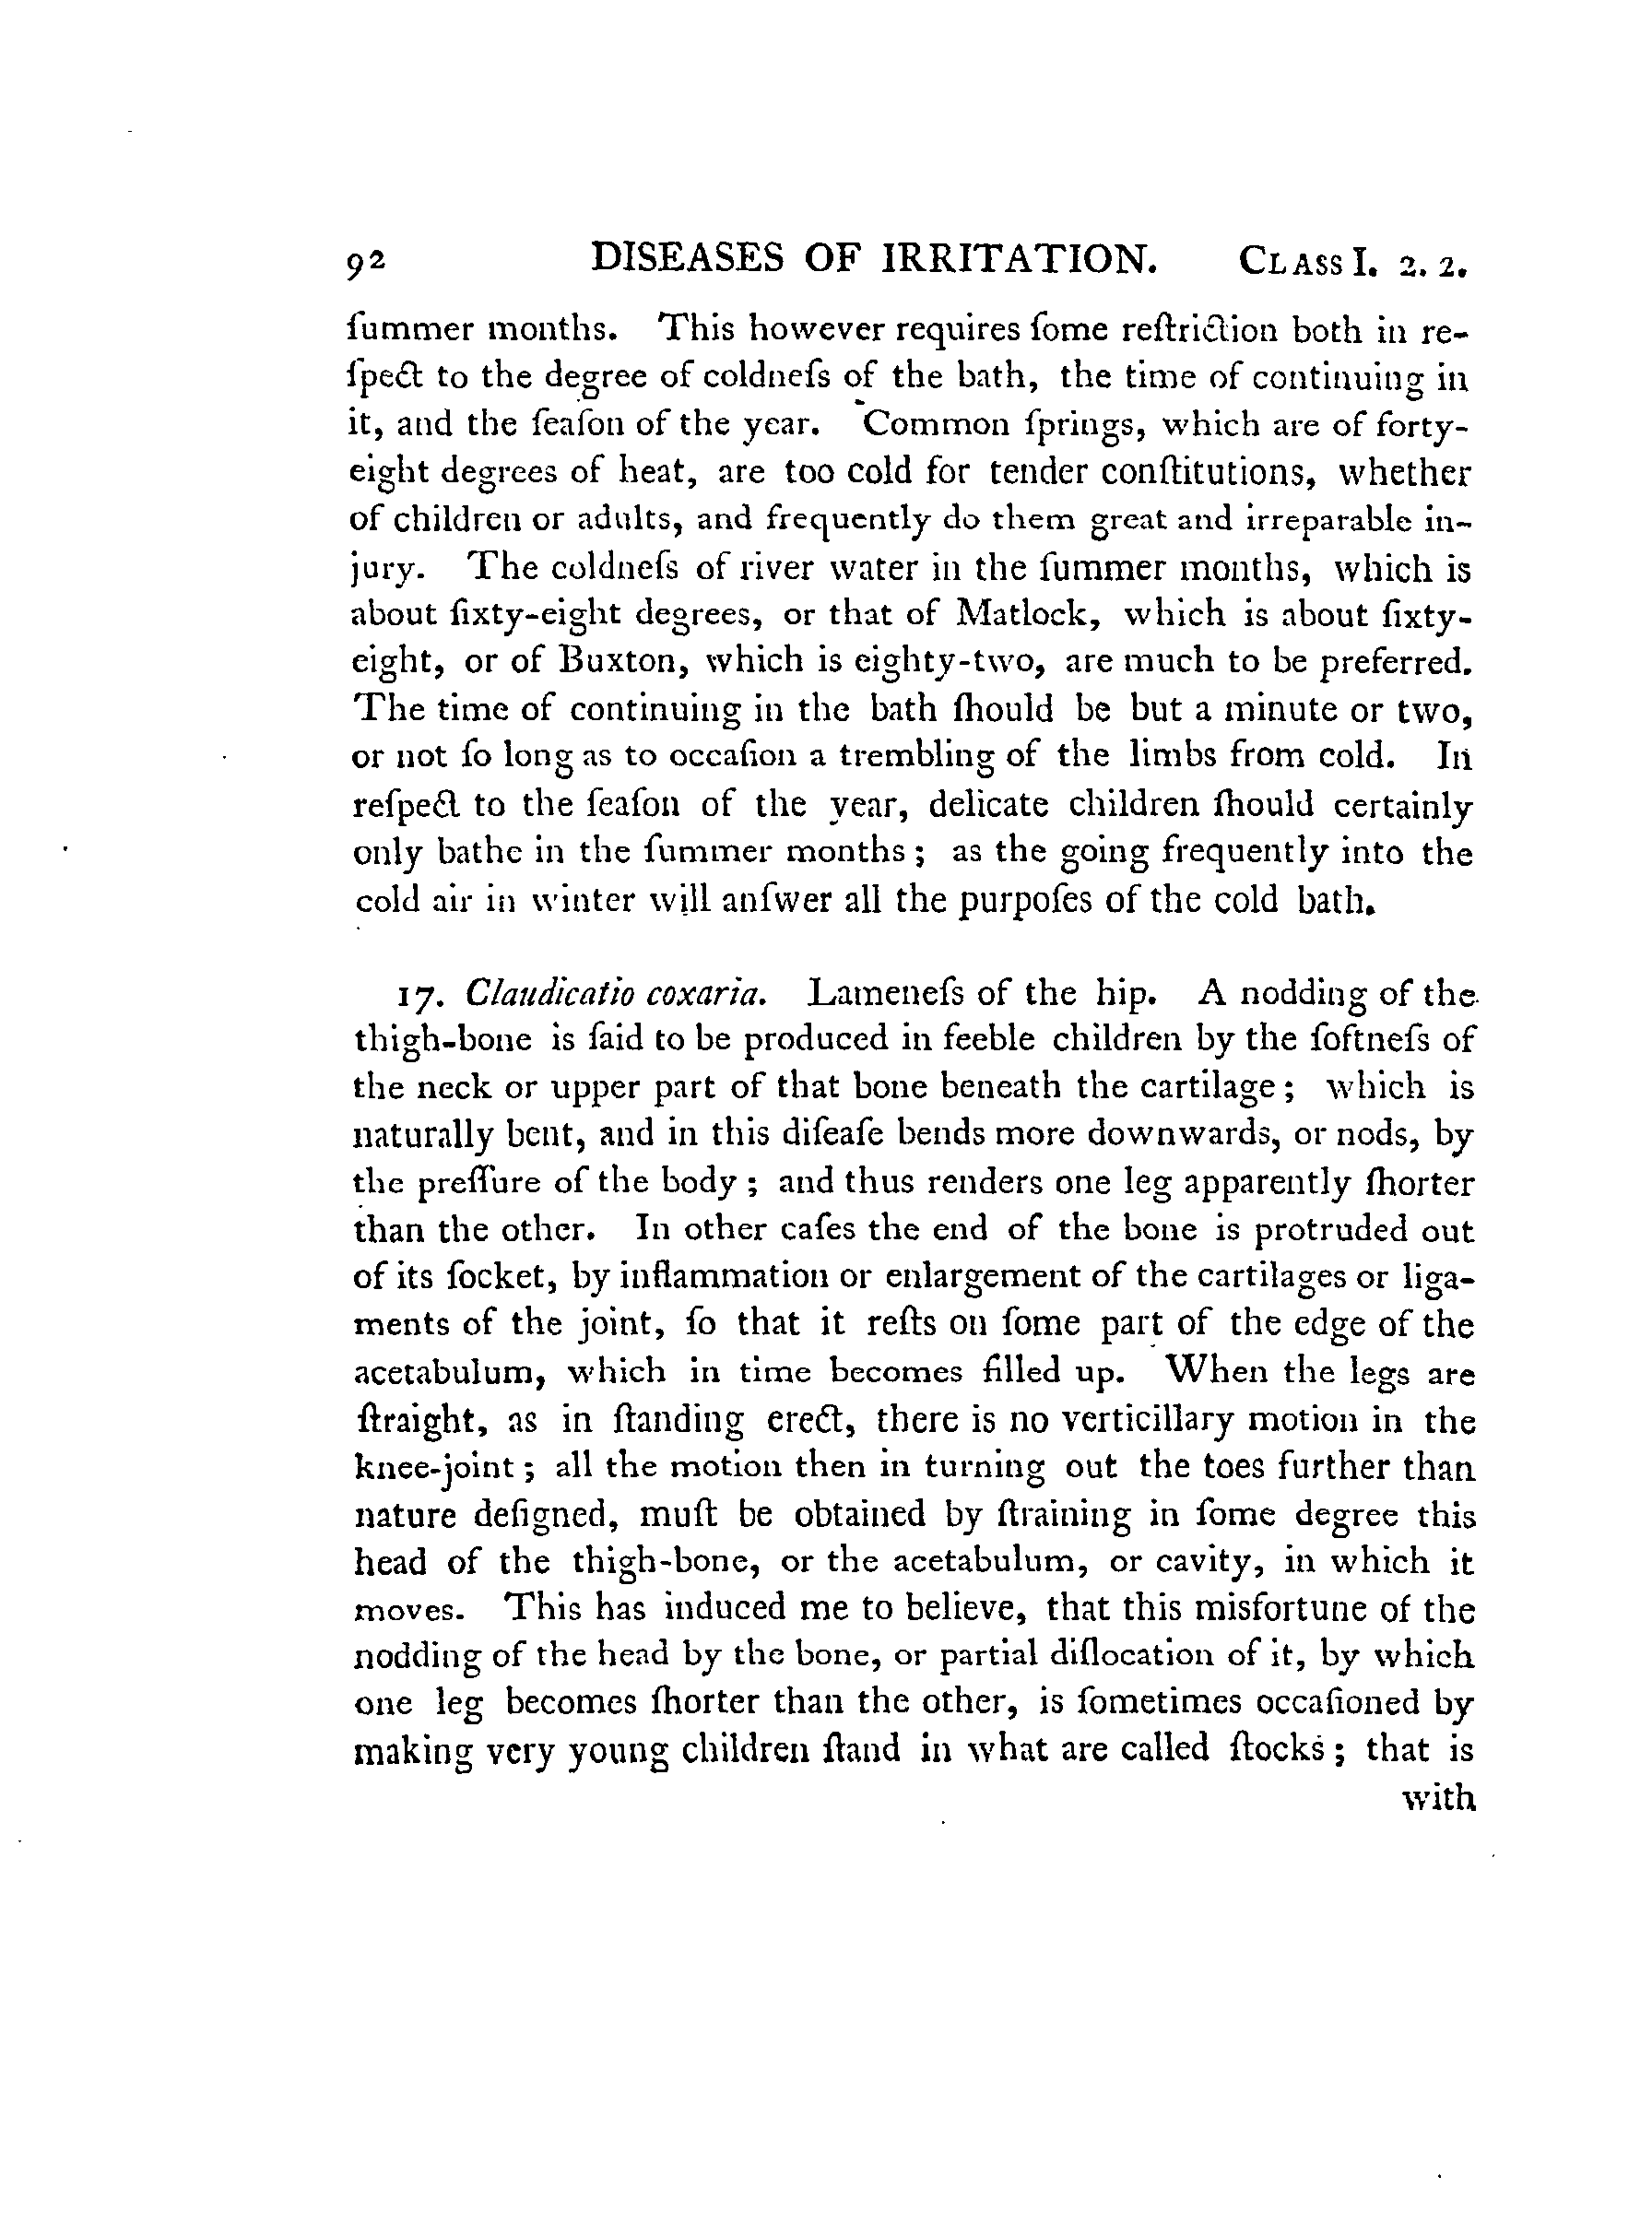 92 DISEASES OF IRRITATION. CLASS I. 2. 2.
ſummer months. This however requires ſome reſtriction both in re-
ſpect to the degree of coldneſs of the bath, the time of continuing in
it, and the ſeaſon of the year. Common ſprings, which are of forty-
eight degrees of heat, are too cold for tender conſtitutions, whether
of children or adults, and frequently do them great and irreparable in-
jury. The coldneſs of river water in the ſummer months, which is
about ſixty-eight degrees, or that of Matlock, which is about ſixty-
eight, or of Buxton, which is eighty-two, are much to be preferred.
The time of continuing in the bath ſhould be but a minute or two,
or not ſo long as to occaſion a trembling of the limbs from cold. In
reſpect to the ſeaſon of the year, delicate children ſhould certainly
only bathe in the ſummer months; as the going frequently into the
cold air in winter will anſwer all the purpoſes of the cold bath.
17. Claudicatio coxaria. Lameneſs of the hip. A nodding of the
thigh-bone is ſaid to be produced in feeble children by the ſoftneſs of
the neck or upper part of that bone beneath the cartilage; which is
naturally bent, and in this diſeaſe bends more downwards, or nods, by
the preſſure of the body; and thus renders one leg apparently ſhorter
than the other. In other caſes the end of the bone is protruded out
of its ſocket, by inflammation or enlargement of the cartilages or liga-
ments of the joint, ſo that it reſts on ſome part of the edge of the
acetabulum, which in time becomes filled up. When the legs are
ſtraight, as in ſtanding erect, there is no verticillary motion in the
knee-joint; all the motion then in turning out the toes further than
nature deſigned, muſt be obtained by ſtraining in ſome degree this
head of the thigh-bone, or the acetabulum, or cavity, in which it
moves. This has induced me to believe, that this misfortune of the
nodding of the head by the bone, or partial diſlocation of it, by which
one leg becomes ſhorter than the other, is ſometimes occaſioned by
making very young children ſtand in what are called ſtocks; that is
with